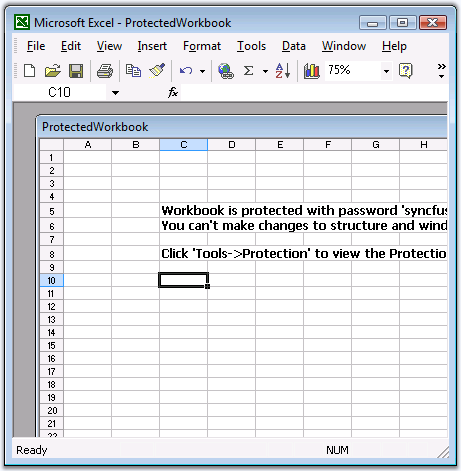 Microsoft Excel - ProtectedWorkbook
File Edit View Insert Format Tools Data Window Help
75%
C10 fx
ProtectedWorkbook
A B C D E F G H
1
2
3
4
5 Workbook is protected with password 'syncfus
6 You can't make changes to structure and wind
7
8 Click 'Tools->Protection' to view the Protectio
9
10
11
12
13
14
15
16
17
18
19
20
21
22
Ready NUM